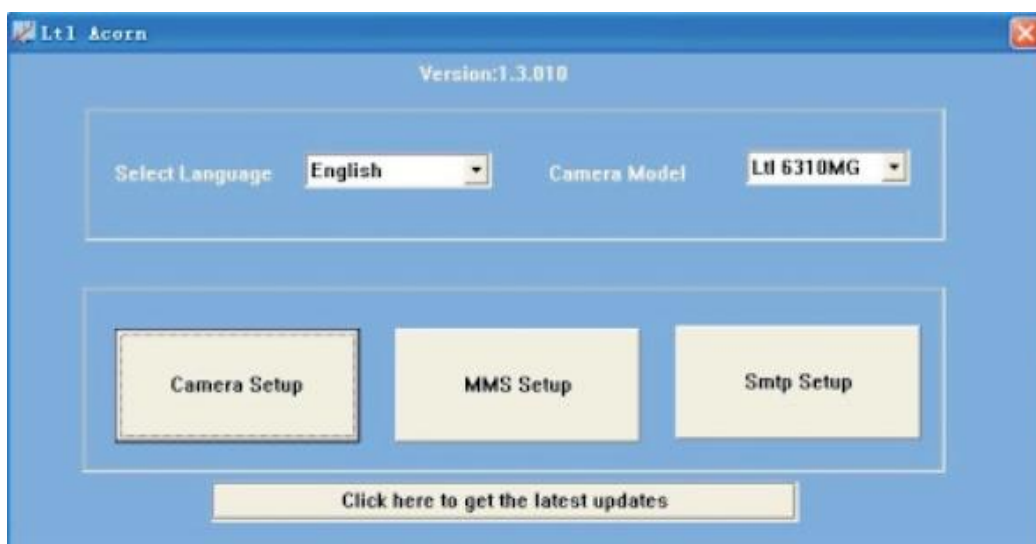 Ltl Acorn
Version:1.3.010
Select Language English Camera Model Ltl 6310MG
Camera Setup MMS Setup Smtp Setup
Click here to get the latest updates